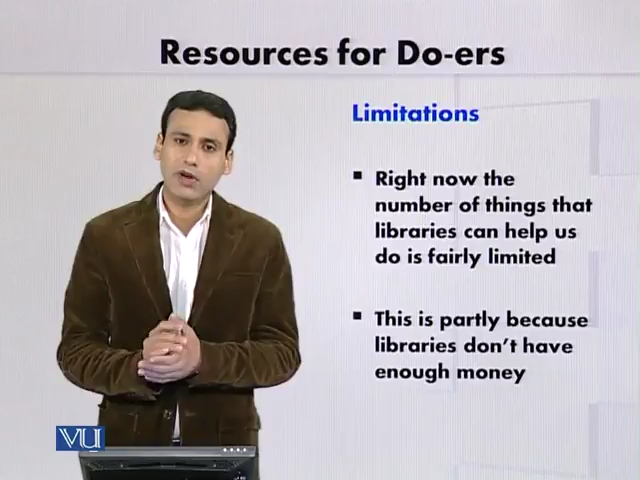 Resources for Do-ers
Limitations
▪ Right now the
number of things that
libraries can help us
do is fairly limited
▪ This is partly because
libraries don't have
enough money
VU